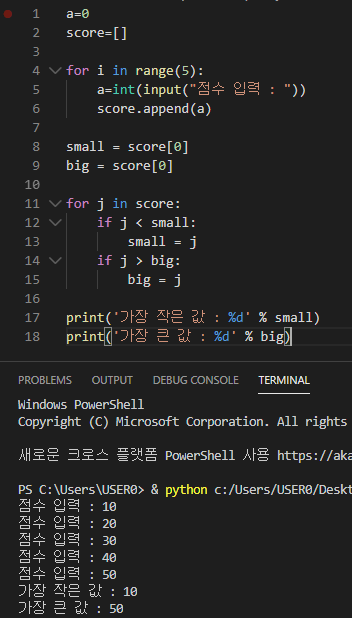 1 a=0
2 score=[]
3
4 for i in range(5):
5 a=int(input("점수 입력 : "))
6 score.append(a)
7
8 small = score[0]
9 big = score[0]
10
11 for j in score:
12 if j < small:
13 small = j
14 if j > big:
15 big = j
16
17 print('가장 작은 값 : %d' % small)
18 print('가장 큰 값 : %d' % big)
PROBLEMS OUTPUT DEBUG CONSOLE TERMINAL
Windows PowerShell
Copyright (C) Microsoft Corporation. All rights
새로운 크로스 플랫폼 PowerShell 사용 https://aka
PS C:\Users\USER0> & python c:/Users/USER0/Deskt
점수 입력 : 10
점수 입력 : 20
점수 입력 : 30
점수 입력 : 40
점수 입력 : 50
가장 작은 값 : 10
가장 큰 값 : 50